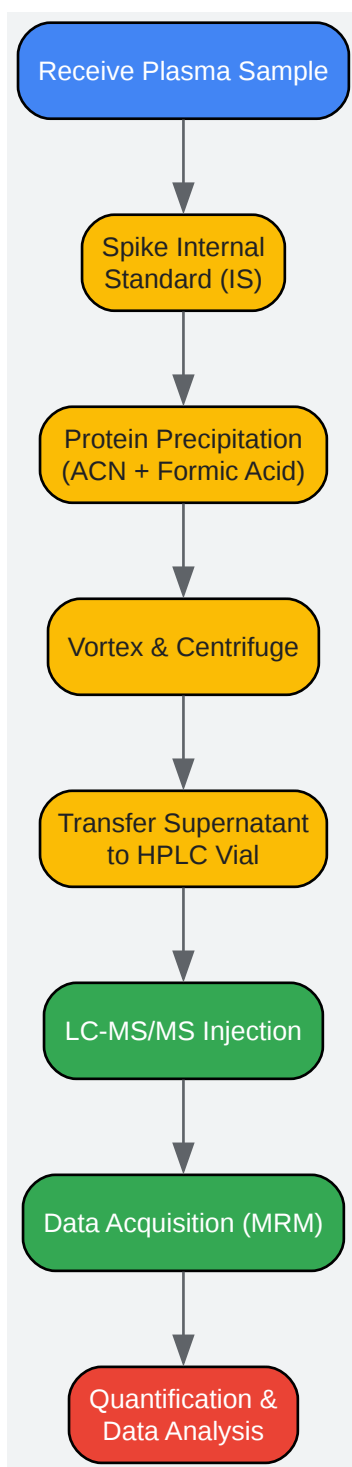 Receive Plasma Sample
Spike Internal
Standard (IS)
Protein Precipitation
(ACN + Formic Acid)
Vortex & Centrifuge
Transfer Supernatant
to HPLC Vial
LC-MS/MS Injection
Data Acquisition (MRM)
Quantification &
Data Analysis